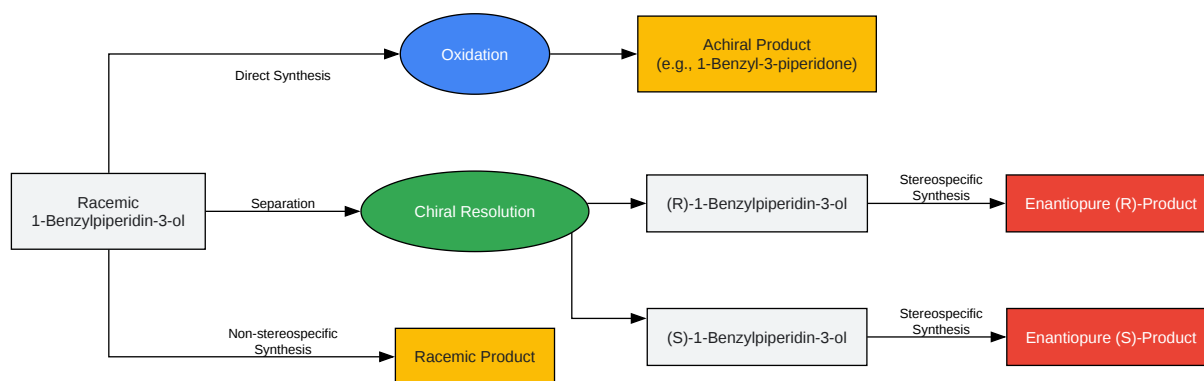 Oxidation
Achiral Product
(e.g., 1-Benzyl-3-piperidone)
Direct Synthesis
Racemic
1-Benzylpiperidin-3-ol
Separation
Chiral Resolution
(R)-1-Benzylpiperidin-3-ol
Stereospecific
Synthesis
Enantiopure (R)-Product
Non-stereospecific
Synthesis
Racemic Product
(S)-1-Benzylpiperidin-3-ol
Stereospecific
Synthesis
Enantiopure (S)-Product